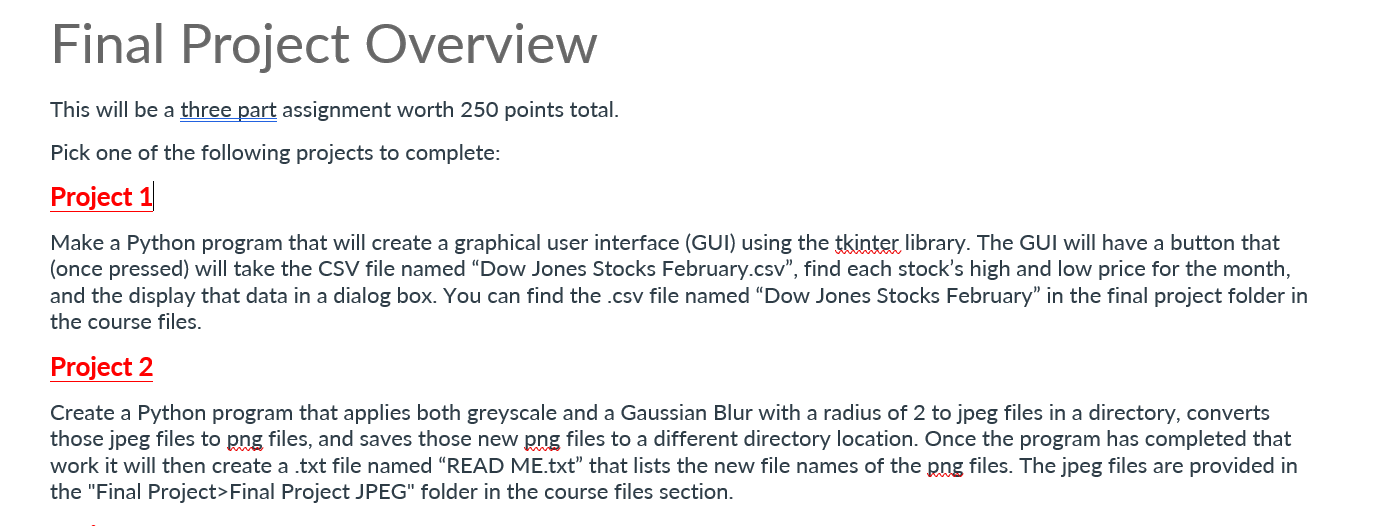 Final Project Overview
This will be a three part assignment worth 250 points total.
Pick one of the following projects to complete:
Project 1
Make a Python program that will create a graphical user interface (GUI) using the tkinter library. The GUI will have a button that
(once pressed) will take the CSV file named “Dow Jones Stocks February.csv”, find each stock’s high and low price for the month,
and the display that data in a dialog box. You can find the .csv file named “Dow Jones Stocks February” in the final project folder in
the course files.
Project 2
Create a Python program that applies both greyscale and a Gaussian Blur with a radius of 2 to jpeg files in a directory, converts
those jpeg files to png files, and saves those new png files to a different directory location. Once the program has completed that
work it will then create a .txt file named “READ ME.txt” that lists the new file names of the png files. The jpeg files are provided in
the "Final Project>Final Project JPEG" folder in the course files section.